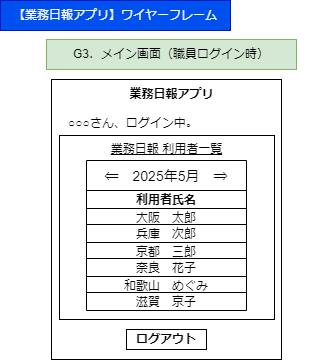 【業務日報アプリ】ワイヤーフレーム
G3．メイン画面（職員ログイン時）
業務日報アプリ
○○○さん、ログイン中。
業務日報 利用者一覧
⇐　2025年5月　⇒
利用者氏名
大阪　太郎
兵庫　次郎
京都　三郎
奈良　花子
和歌山　めぐみ
滋賀　京子
ログアウト